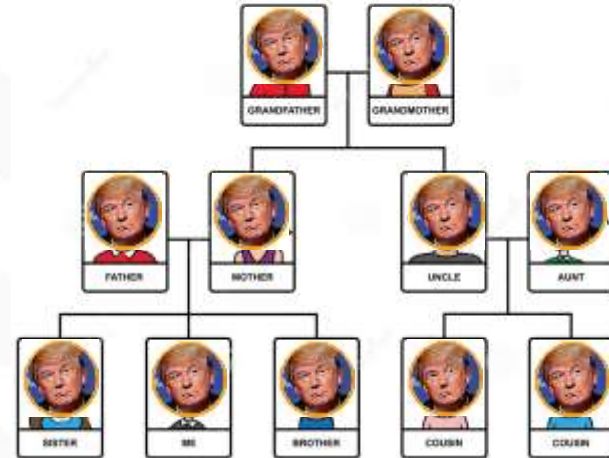 GRANDFATHER GRANDMOTHER
FATHER MOTHER UNCLE AUNT
SISTER ME BROTHER COUSIN COUSIN